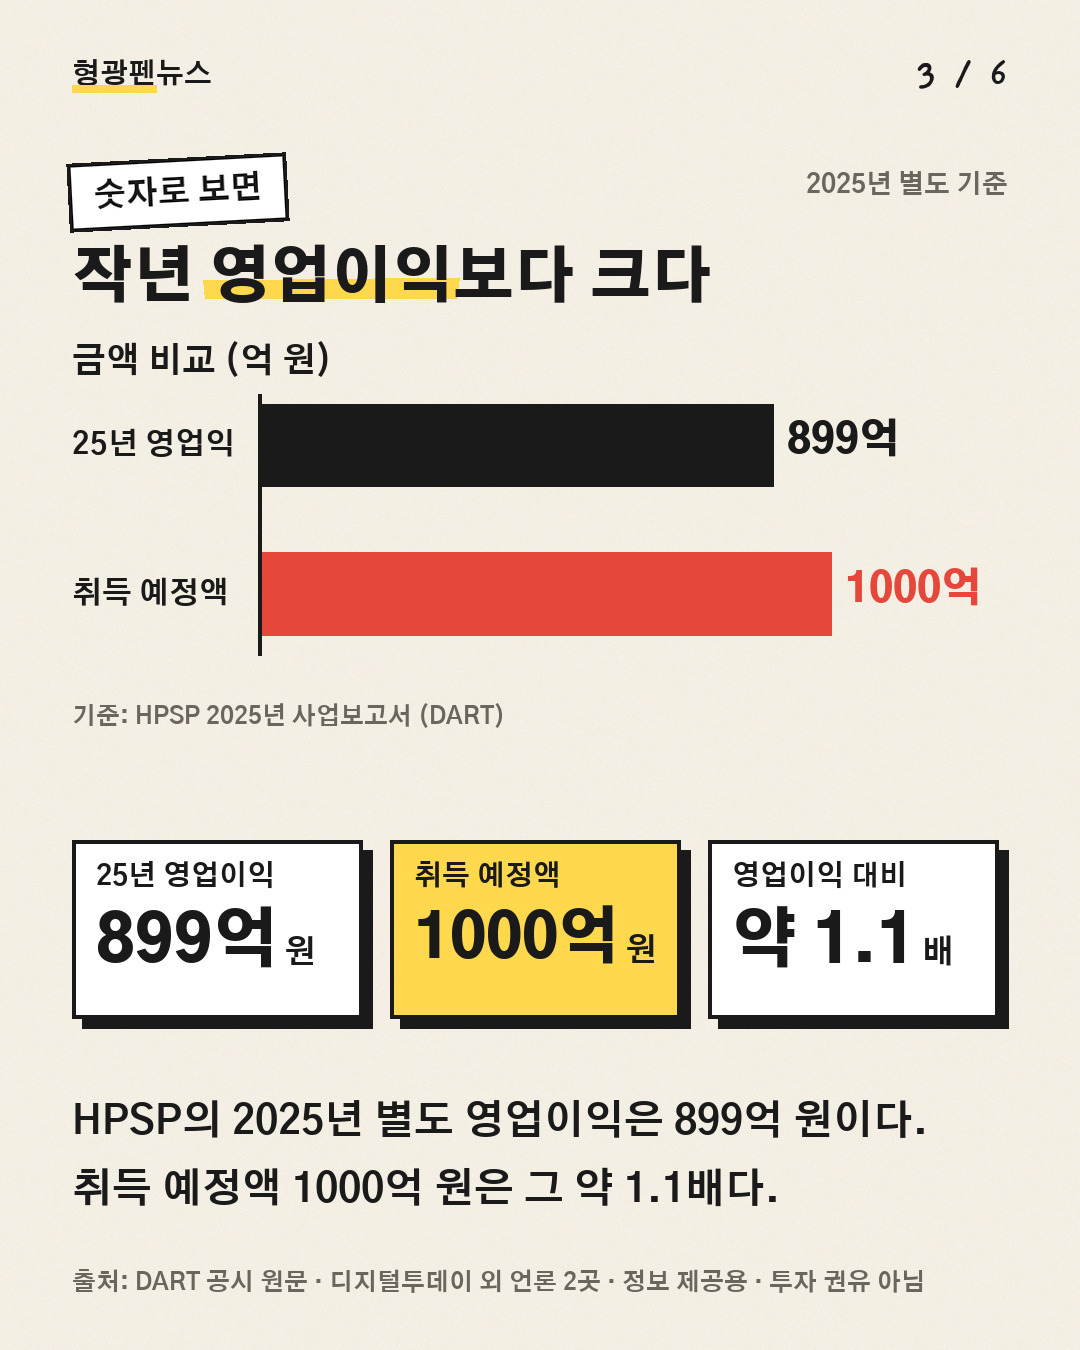 형광펜뉴스
3 / 6
숫자로 보면
2025년 별도 기준
작년 영업이익보다 크다
금액 비교 (억 원)
25년 영업익
899억
취득 예정액
1000억
기준: HPSP 2025년 사업보고서 (DART)
25년 영업이익
899억 원
취득 예정액
1000억 원
영업이익 대비
약 1.1 배
HPSP의 2025년 별도 영업이익은 899억 원이다.
취득 예정액 1000억 원은 그 약 1.1배다.
출처: DART 공시 원문 · 디지털투데이 외 언론 2곳 · 정보 제공용 · 투자 권유 아님